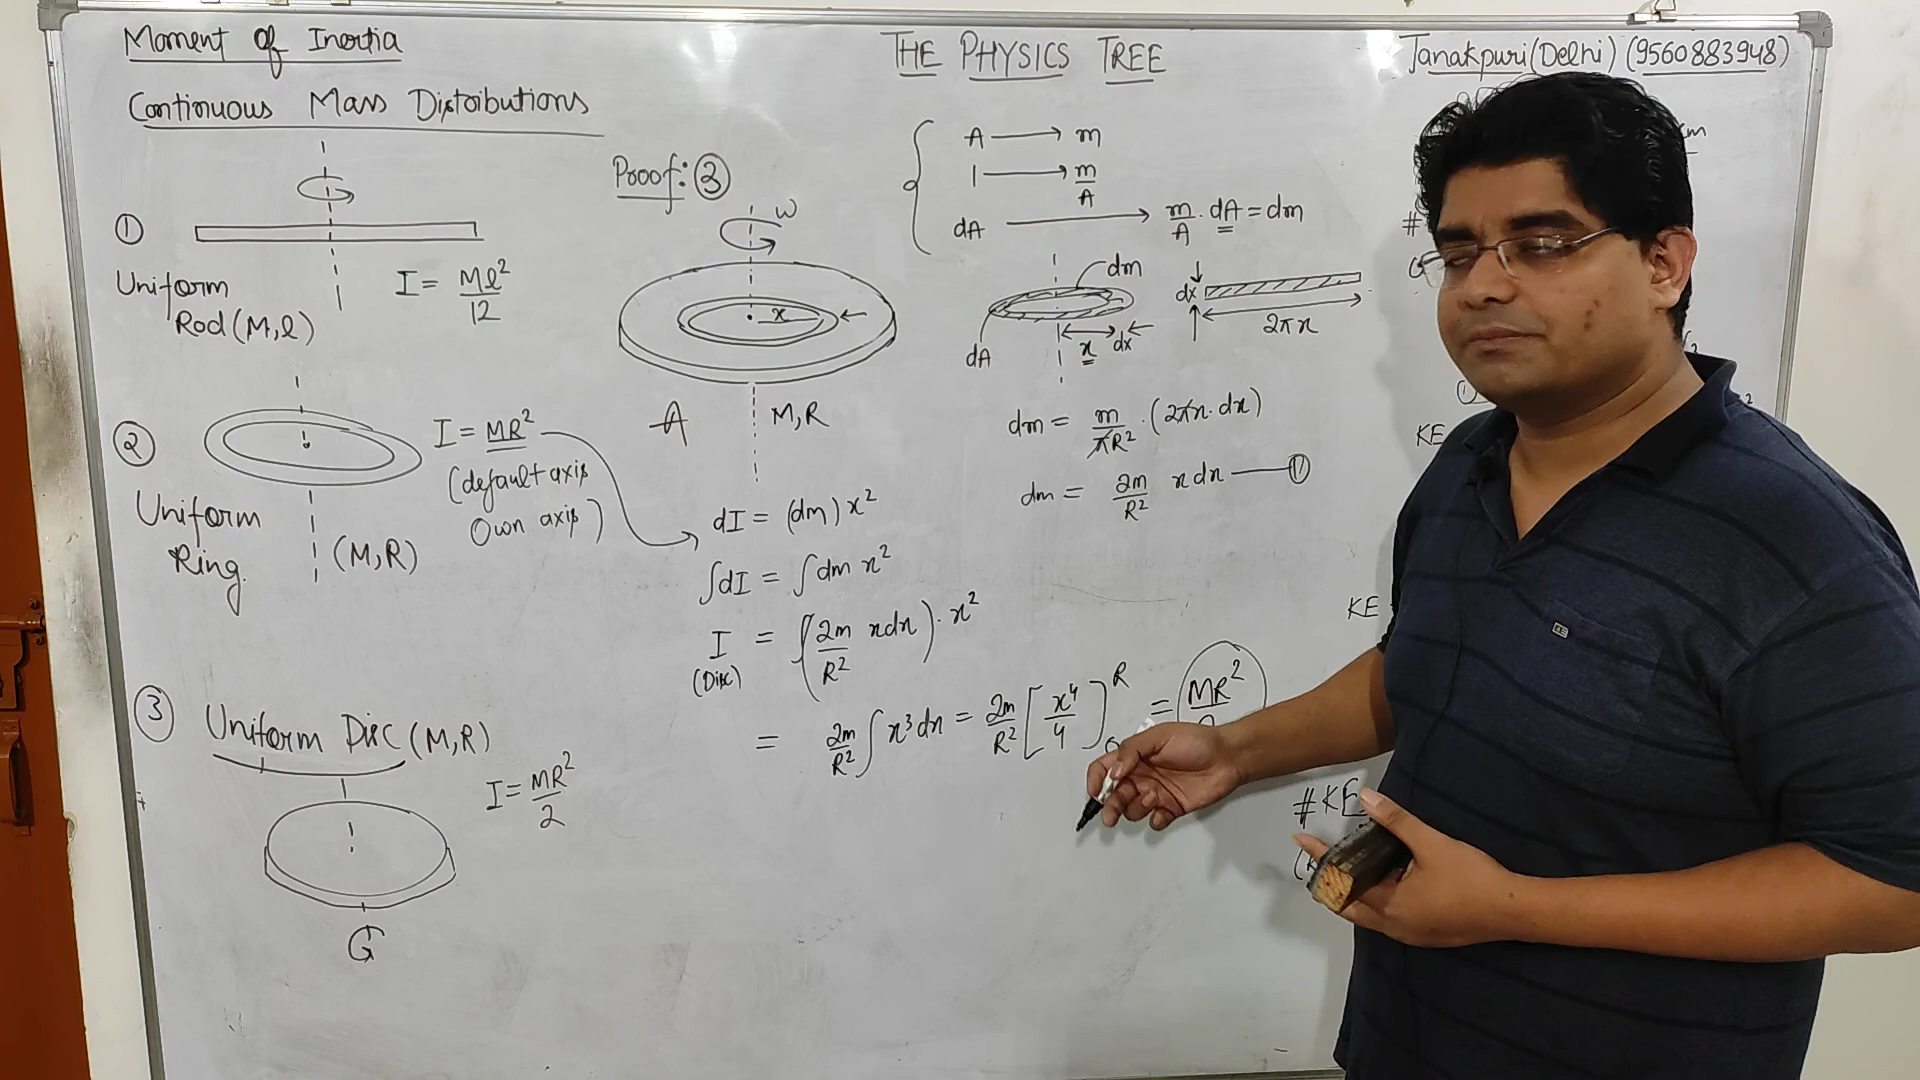 Moment of Inertia
Continuous Mass Distributions
THE PHYSICS TREE
Janakpuri (Delhi) (9560883948)
①
Uniform
Rod (M,l)
I = Ml²/12
②
Uniform
Ring.
(M,R)
I = MR²
(default axis
Own axis)
③
Uniform Disc (M,R)
I = MR²/2
Proof: ③
ω
x
A
M,R
dI = (dm) x²
∫dI = ∫dm x²
I (Disc) = ∫(2m/R² xdx). x²
= 2m/R² ∫x³dx = 2m/R² [x⁴/4]₀ᴿ = MR²/2
A → m
1 → m/A
dA → m/A . dA = dm
dm
dA
x
dx
dx
2πx
dm = m/πR² . (2πx.dx)
dm = 2m/R² xdx — ①
#
①
KE
KE
# KE